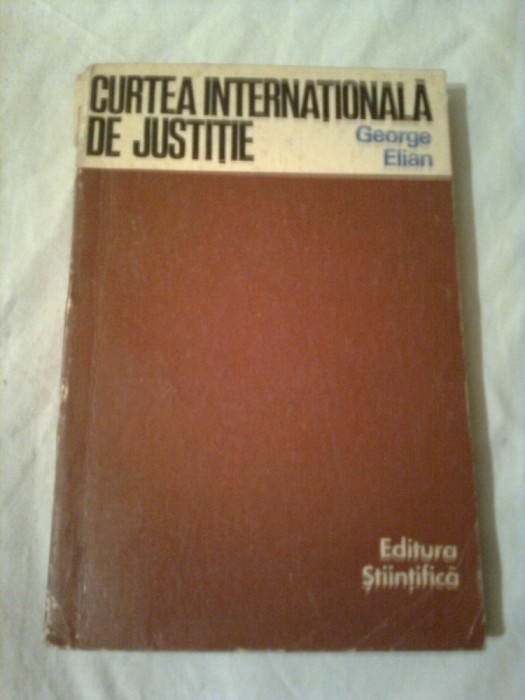 CURTEA INTERNAȚIONALĂ
DE JUSTIȚIE
George
Elian
Editura
Științifică